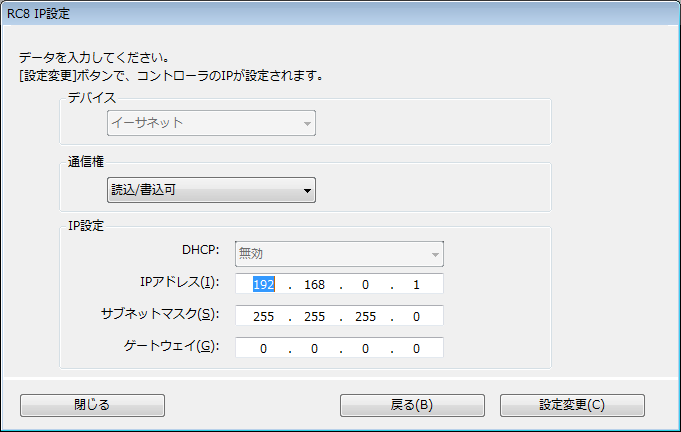 RC8 IP設定
データを入力してください。
[設定変更]ボタンで、コントローラのIPが設定されます。
デバイス
イーサネット
通信権
読込/書込可
IP設定
DHCP: 無効
IPアドレス(I): 192 . 168 . 0 . 1
サブネットマスク(S): 255 . 255 . 255 . 0
ゲートウェイ(G): 0 . 0 . 0 . 0
閉じる 戻る(B) 設定変更(C)